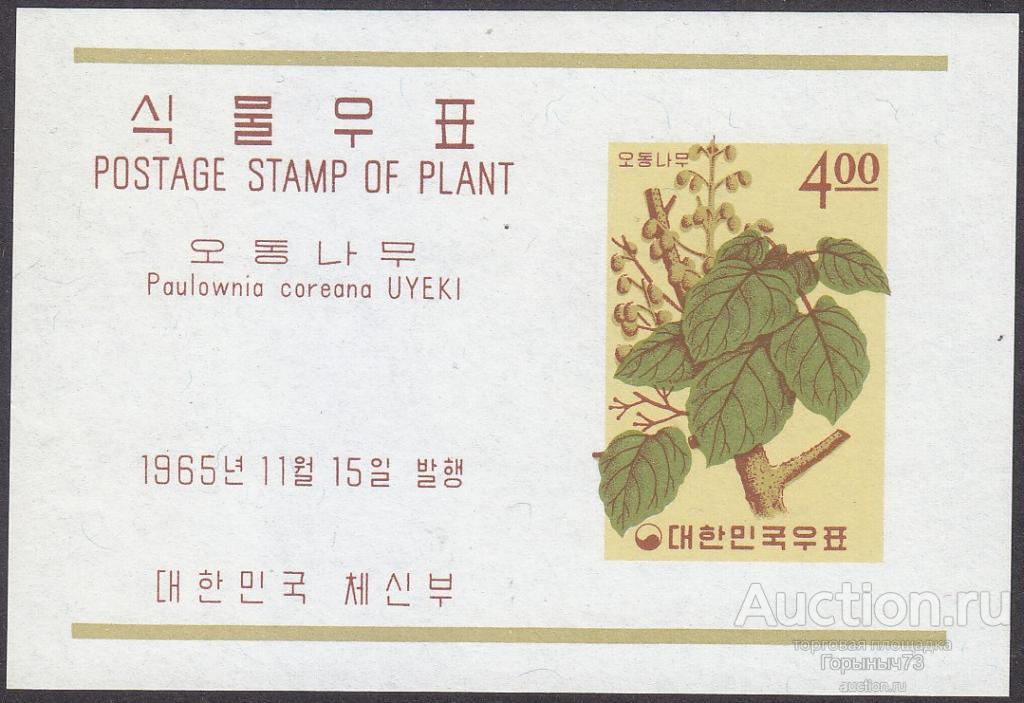 식물우표
POSTAGE STAMP OF PLANT
오동나무
Paulownia coreana UYEKI
1965년 11월 15일 발행
대한민국 체신부
오동나무 4.00
대한민국우표
Auction.ru
торговая площадка
Горыныч73
auction.ru